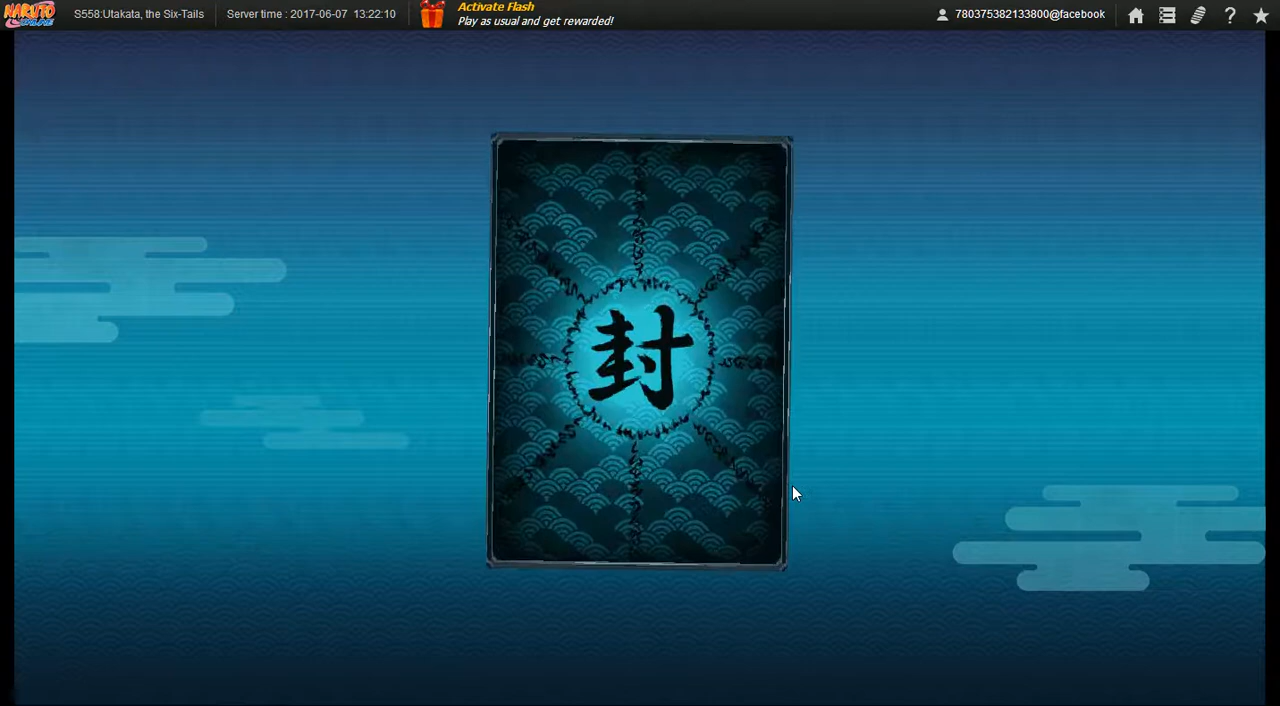 NARUTO ONLINE
S558:Utakata, the Six-Tails
Server time : 2017-06-07 13:22:10
Activate Flash
Play as usual and get rewarded!
780375382133800@facebook
?
封